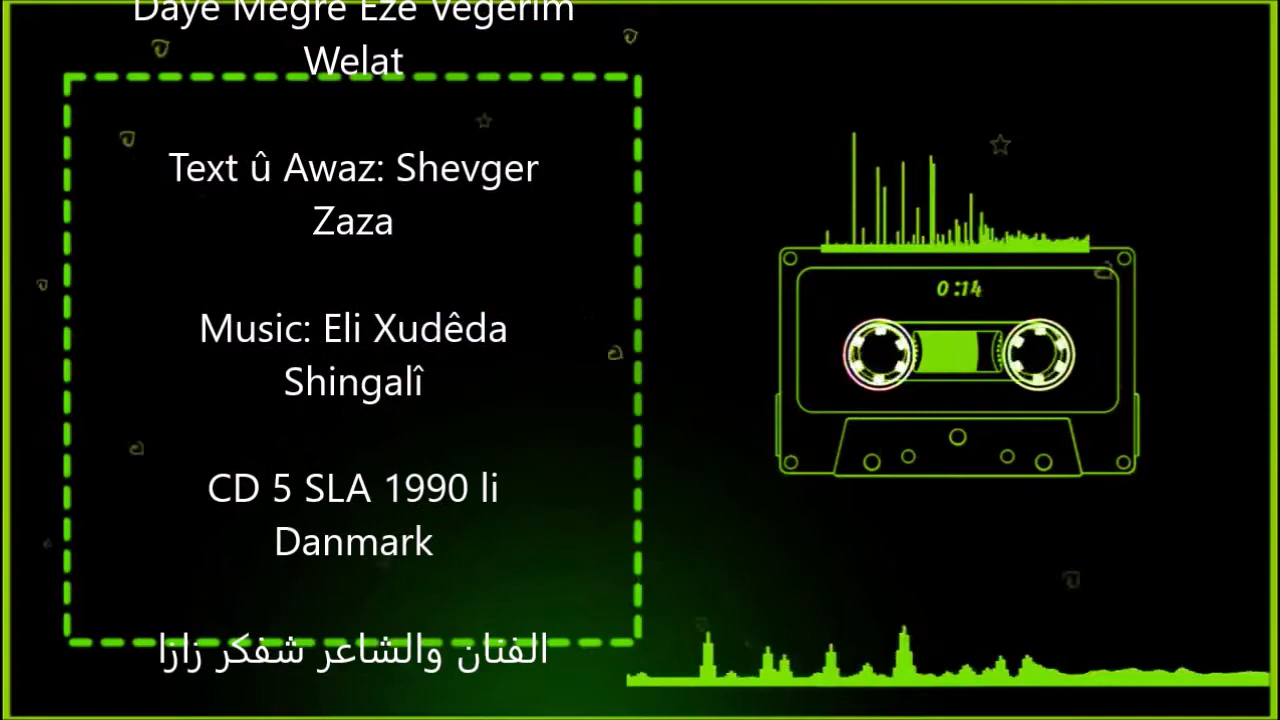 Daye Megre Eze Vegerim
Welat
Text û Awaz: Shevger
Zaza
Music: Eli Xudêda
Shingalî
CD 5 SLA 1990 li
Danmark
الفنان والشاعر شفكر زازا
0:14